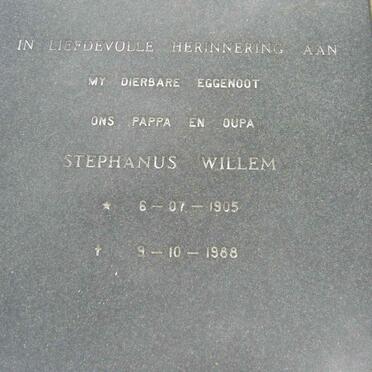 IN LIEFDEVOLLE HERINNERING AAN
MY DIERBARE EGGENOOT
ONS PAPPA EN OUPA
STEPHANUS WILLEM
* 6-07-1905
† 9-10-1988